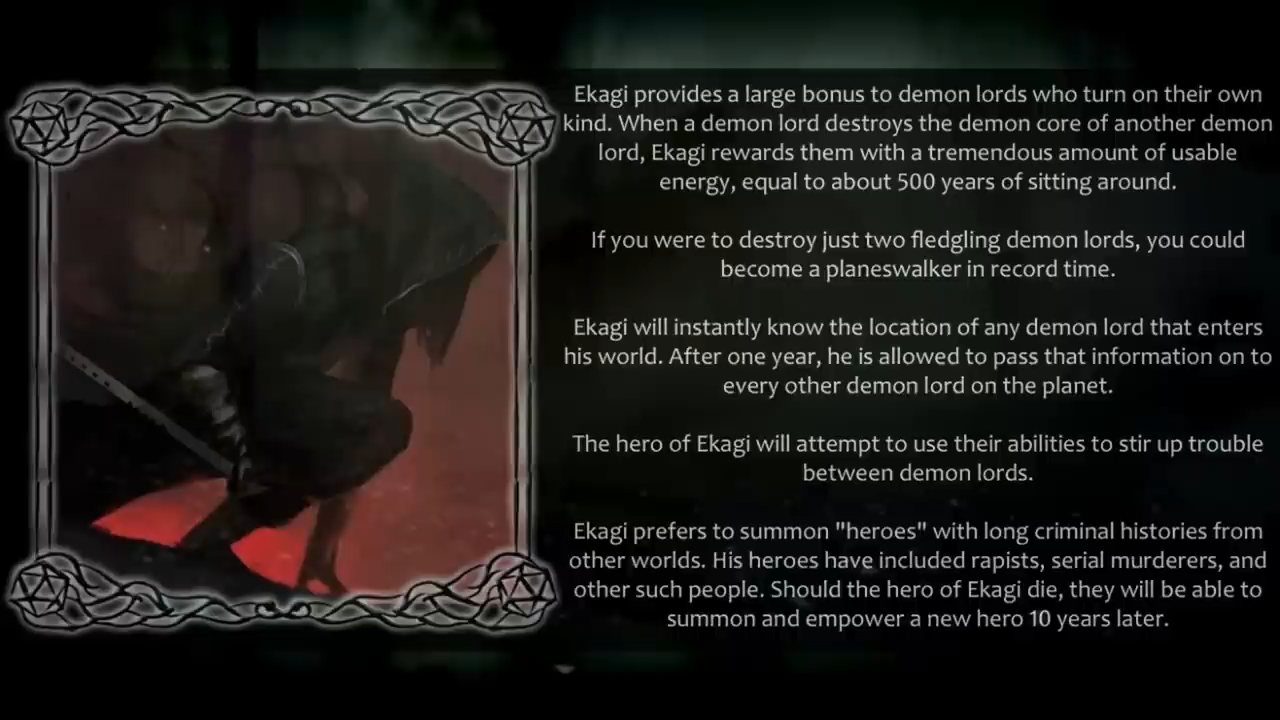 Ekagi provides a large bonus to demon lords who turn on their own
kind. When a demon lord destroys the demon core of another demon
lord, Ekagi rewards them with a tremendous amount of usable
energy, equal to about 500 years of sitting around.
If you were to destroy just two fledgling demon lords, you could
become a planeswalker in record time.
Ekagi will instantly know the location of any demon lord that enters
his world. After one year, he is allowed to pass that information on to
every other demon lord on the planet.
The hero of Ekagi will attempt to use their abilities to stir up trouble
between demon lords.
Ekagi prefers to summon "heroes" with long criminal histories from
other worlds. His heroes have included rapists, serial murderers, and
other such people. Should the hero of Ekagi die, they will be able to
summon and empower a new hero 10 years later.